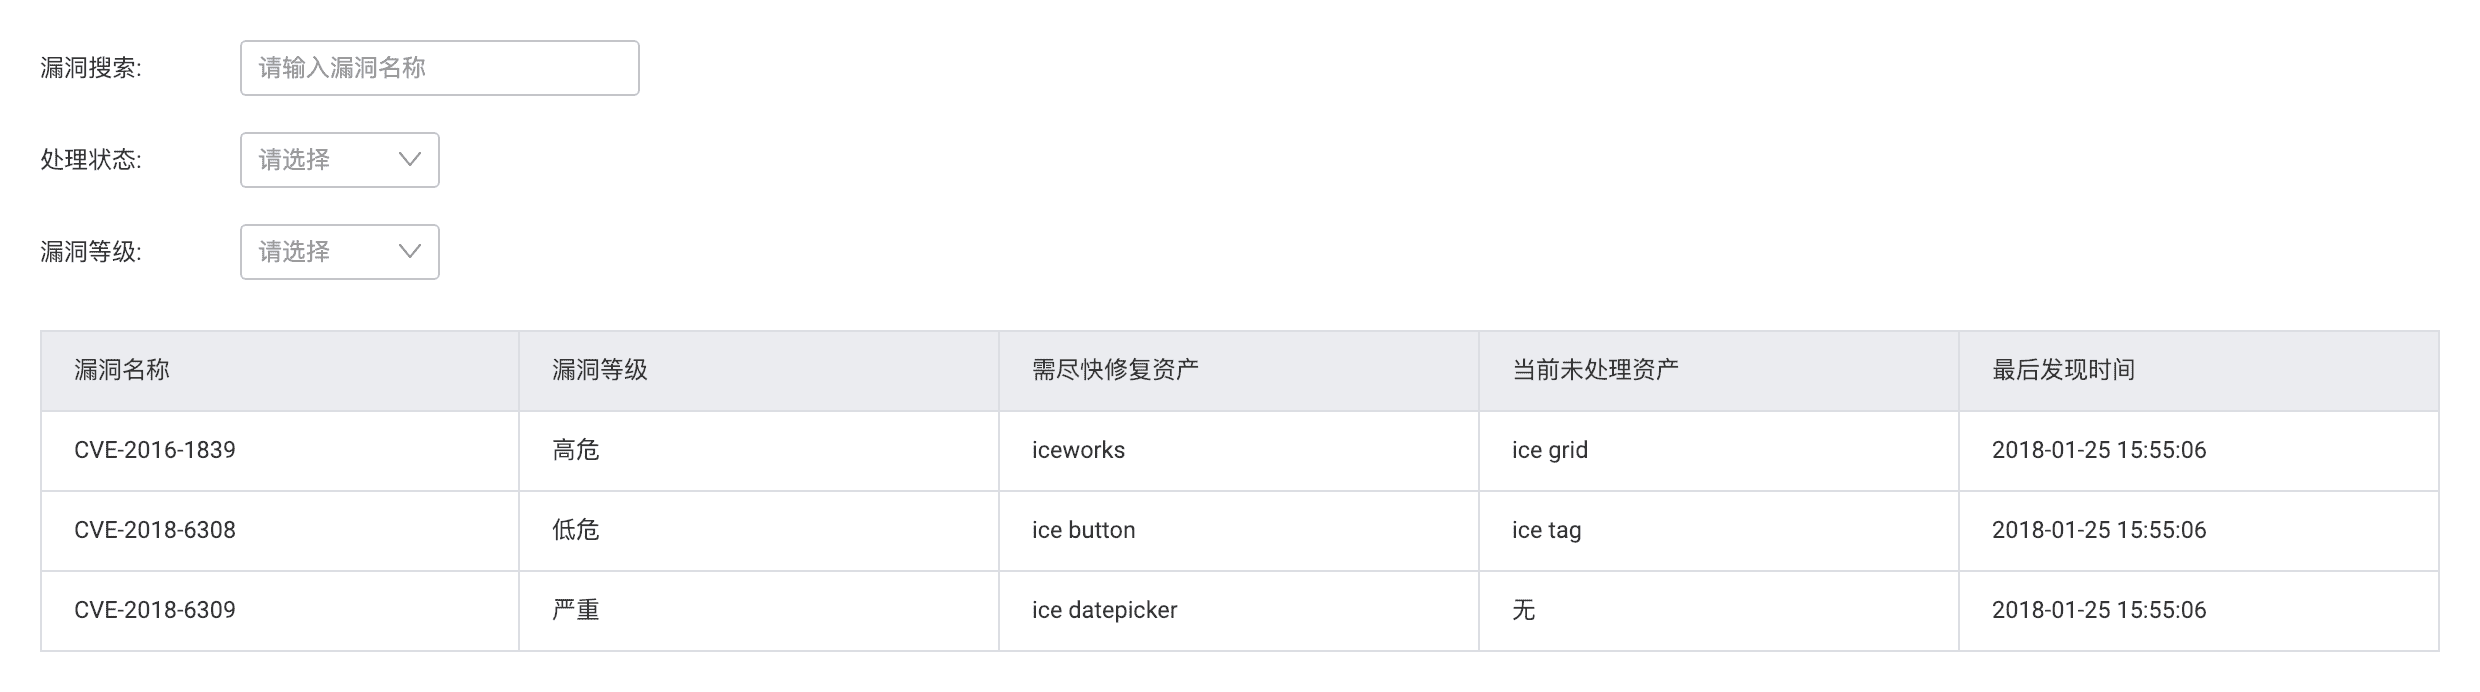 漏洞搜索: 请输入漏洞名称
处理状态: 请选择
漏洞等级: 请选择
漏洞名称 漏洞等级 需尽快修复资产 当前未处理资产 最后发现时间
CVE-2016-1839 高危 iceworks ice grid 2018-01-25 15:55:06
CVE-2018-6308 低危 ice button ice tag 2018-01-25 15:55:06
CVE-2018-6309 严重 ice datepicker 无 2018-01-25 15:55:06